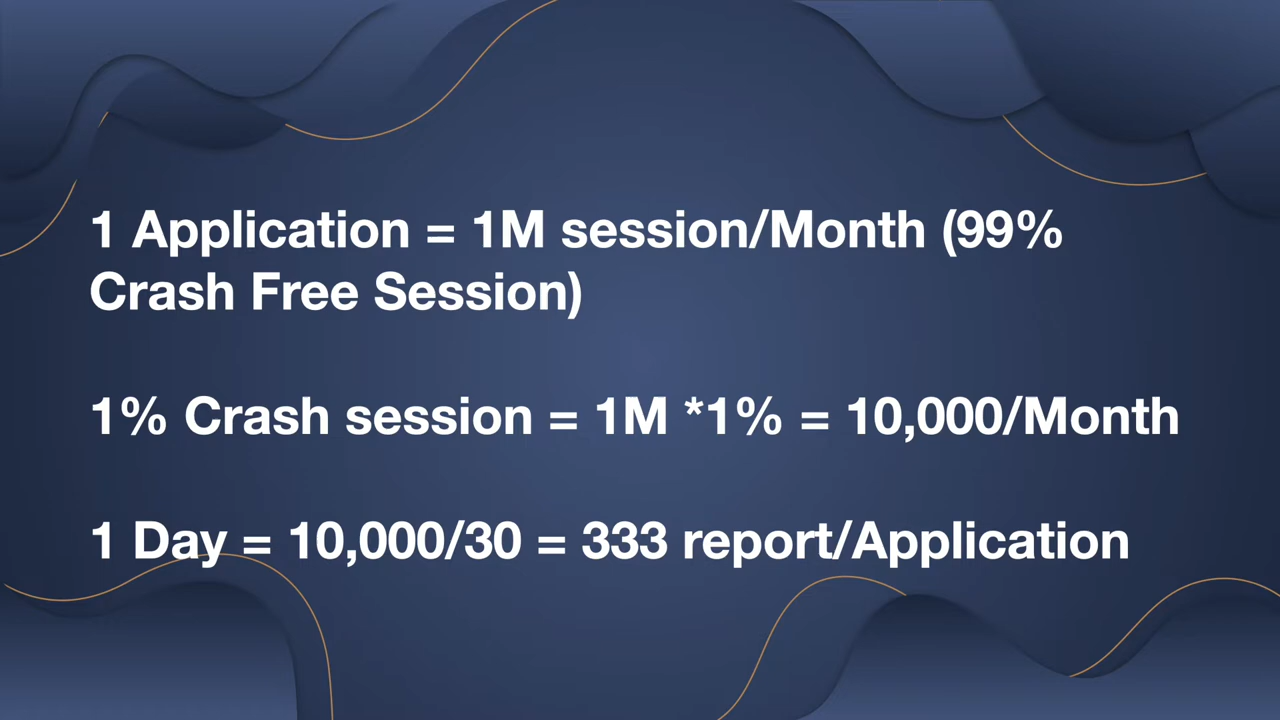 1 Application = 1M session/Month (99%
Crash Free Session)
1% Crash session = 1M *1% = 10,000/Month
1 Day = 10,000/30 = 333 report/Application